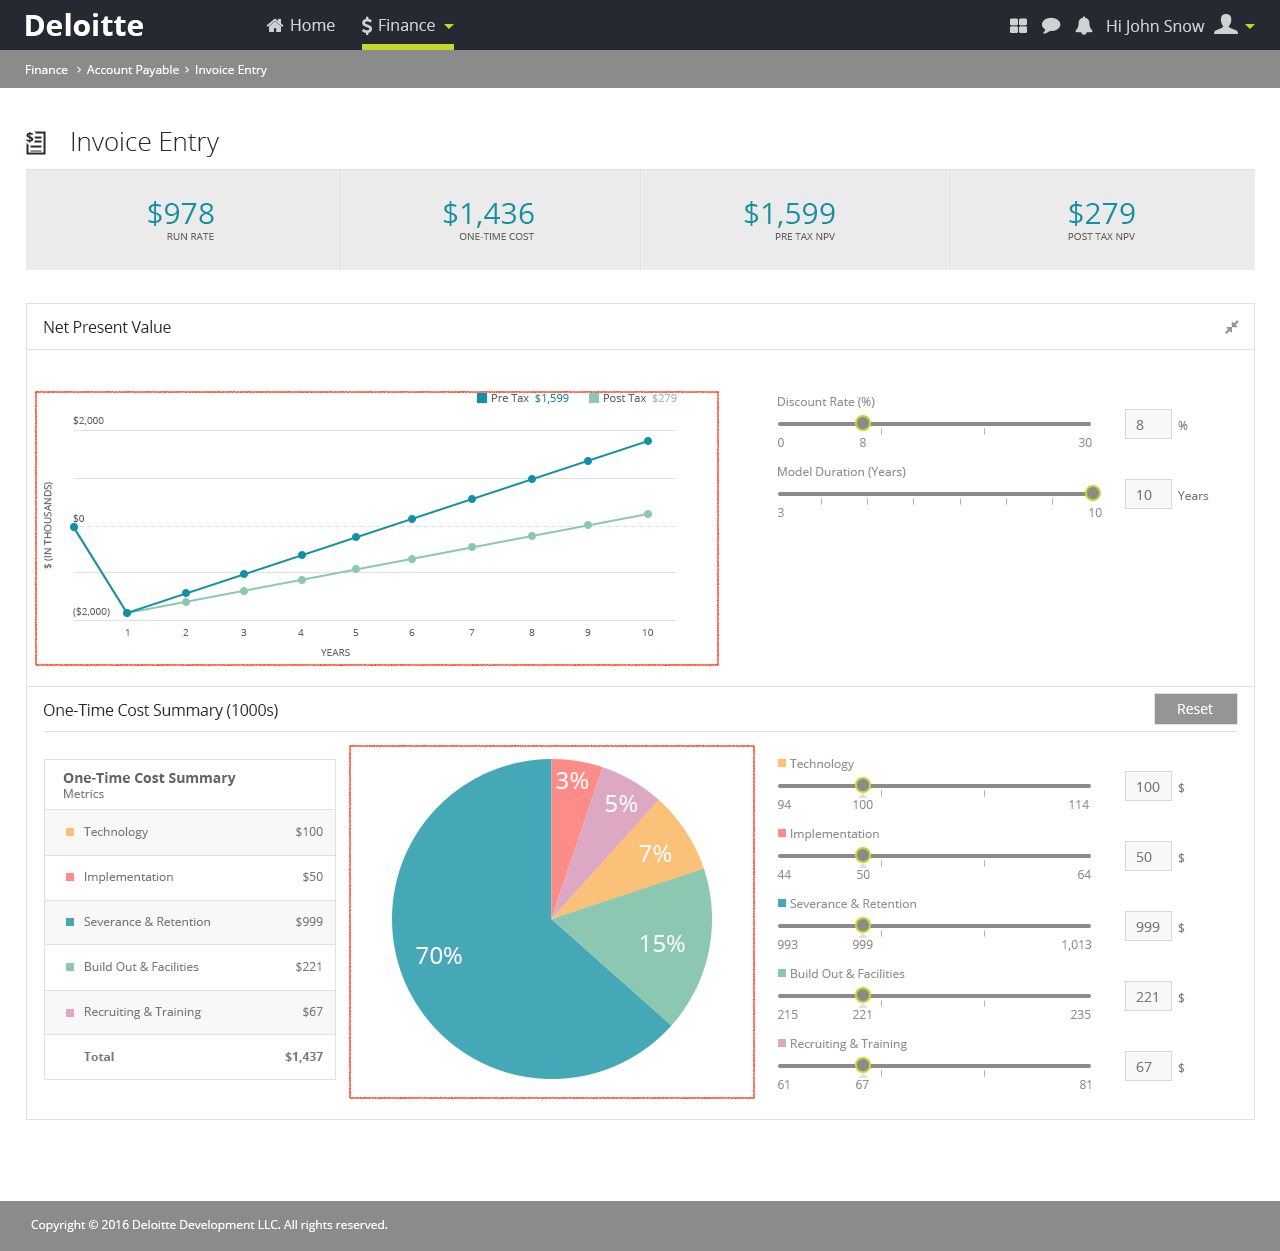 Deloitte
Home
$ Finance
Hi John Snow
Finance › Account Payable › Invoice Entry
Invoice Entry
$978
RUN RATE
$1,436
ONE-TIME COST
$1,599
PRE TAX NPV
$279
POST TAX NPV
Net Present Value
Pre Tax $1,599 Post Tax $279
$2,000
$0
($2,000)
$ (IN THOUSANDS)
1 2 3 4 5 6 7 8 9 10
YEARS
Discount Rate (%)
0 8 30
8 %
Model Duration (Years)
3 10
10 Years
One-Time Cost Summary (1000s)
Reset
One-Time Cost Summary
Metrics
Technology $100
Implementation $50
Severance & Retention $999
Build Out & Facilities $221
Recruiting & Training $67
Total $1,437
3%
5%
7%
15%
70%
Technology
94 100 114
100 $
Implementation
44 50 64
50 $
Severance & Retention
993 999 1,013
999 $
Build Out & Facilities
215 221 235
221 $
Recruiting & Training
61 67 81
67 $
Copyright © 2016 Deloitte Development LLC. All rights reserved.